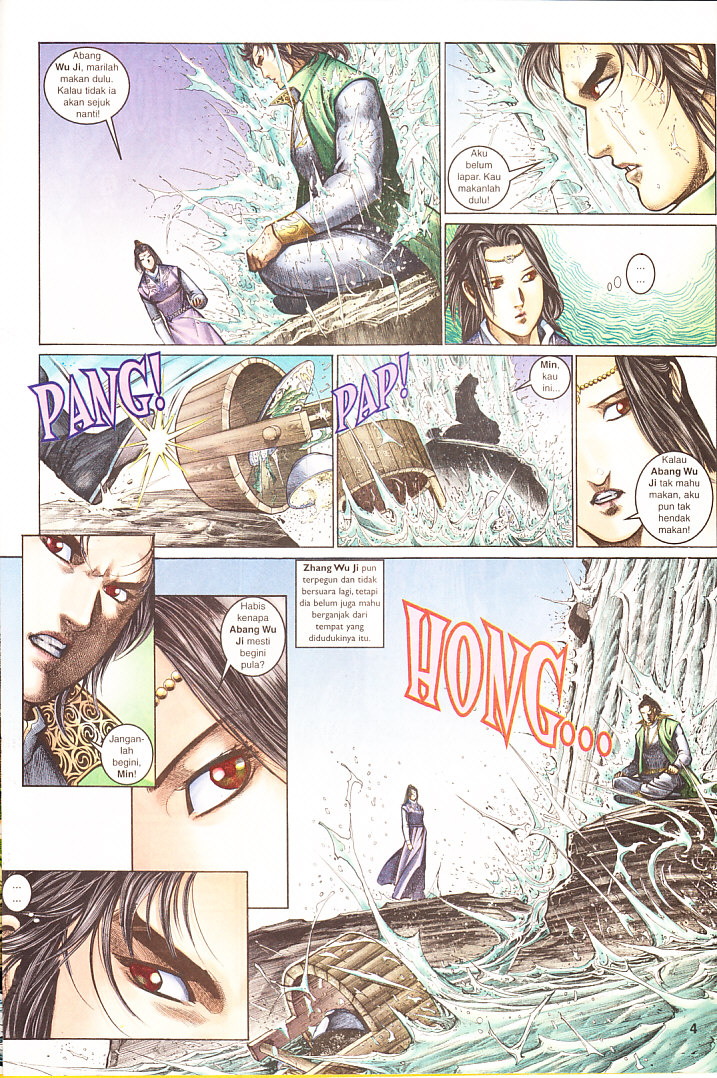 Abang
Wu Ji, marilah
makan dulu.
Kalau tidak ia
akan sejuk
nanti!
Aku
belum
lapar. Kau
makanlah
dulu!
...
...
PANG!
PAP!
Min,
kau
ini...
Kalau
Abang Wu
Ji tak mahu
makan, aku
pun tak
hendak
makan!
Jangan-
lah
begini,
Min!
Habis
kenapa
Abang Wu
Ji mesti
begini
pula?
Zhang Wu Ji pun
terpegun dan tidak
bersuara lagi, tetapi
dia belum juga mahu
berganjak dari
tempat yang
didudukinya itu.
HONG...
...
...
4